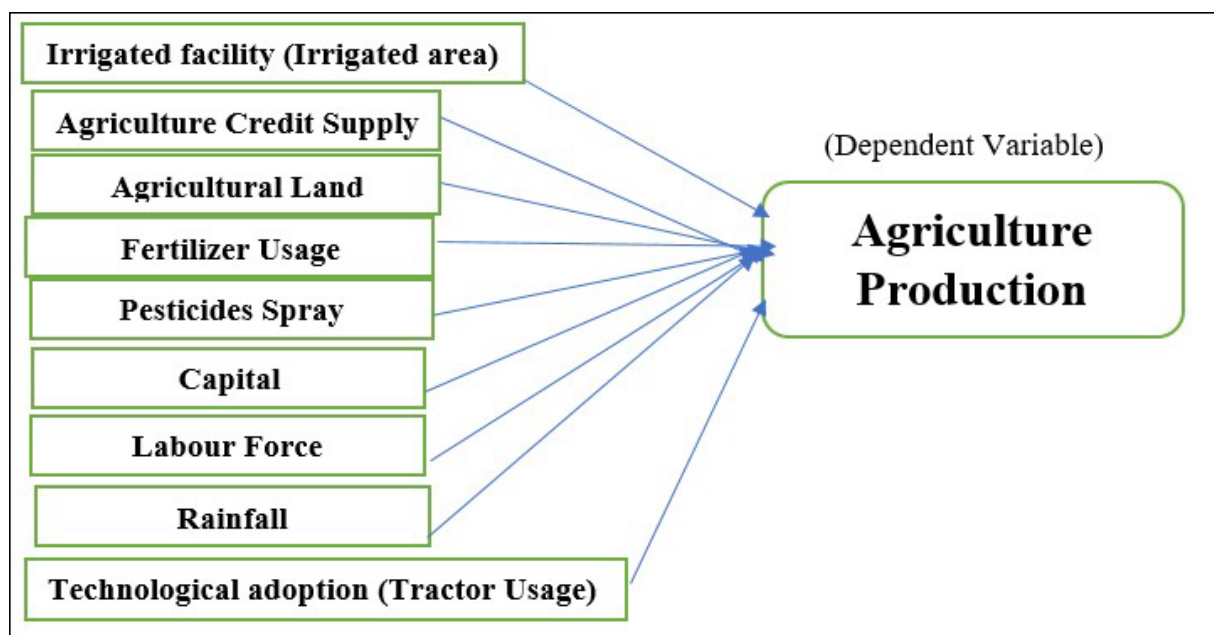 Irrigated facility (Irrigated area)
Agriculture Credit Supply
Agricultural Land
Fertilizer Usage
Pesticides Spray
Capital
Labour Force
Rainfall
Technological adoption (Tractor Usage)
(Dependent Variable)
Agriculture
Production